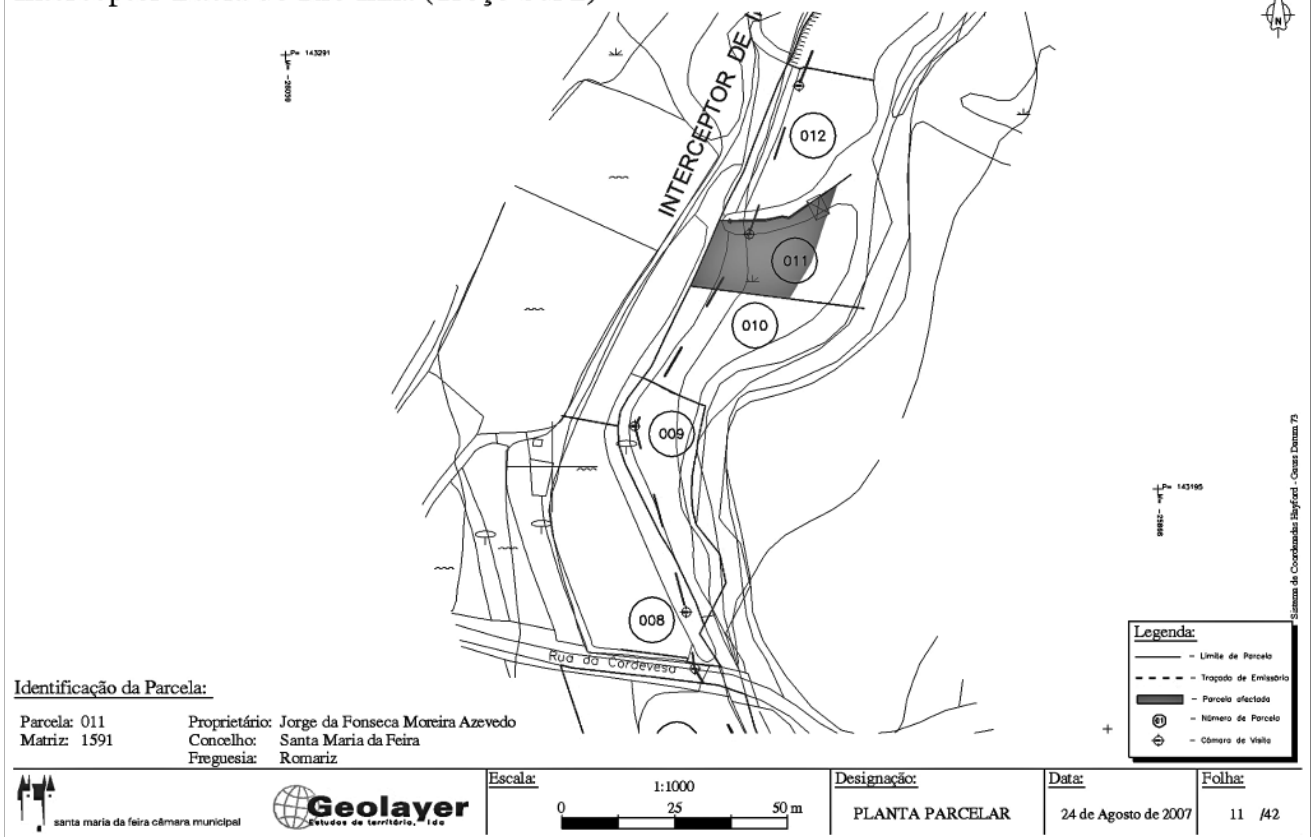 P= 143291
INTERCEPTOR DE
012
011
010
009
008
Rua da Cordevesa
P= 143195
Sistema de Coordenadas Hayford - Gauss Datum 73
N
Legenda:
- Limite de Parcela
- Traçado de Emissário
- Parcela afectada
01 - Número de Parcela
- Câmara de Visita
Identificação da Parcela:
Parcela: 011 Proprietário: Jorge da Fonseca Moreira Azevedo
Matriz: 1591 Concelho: Santa Maria da Feira
Freguesia: Romariz
santa maria da feira câmara municipal
Geolayer
Estudos de território, lda
Escala:
1:1000
0 25 50 m
Designação:
PLANTA PARCELAR
Data:
24 de Agosto de 2007
Folha:
11 /42